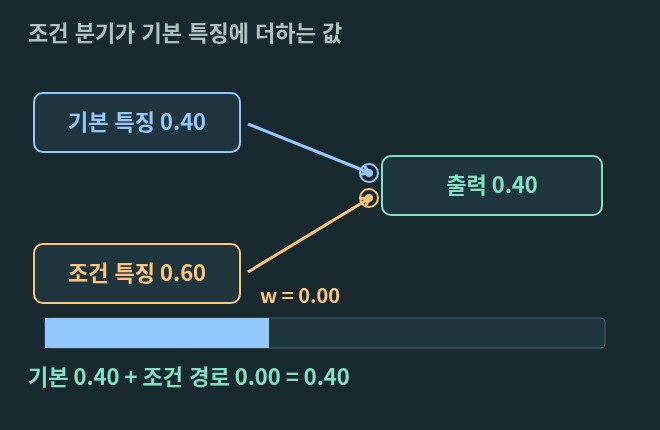 조건 분기가 기본 특징에 더하는 값
기본 특징 0.40
출력 0.40
조건 특징 0.60
w = 0.00
기본 0.40 + 조건 경로 0.00 = 0.40